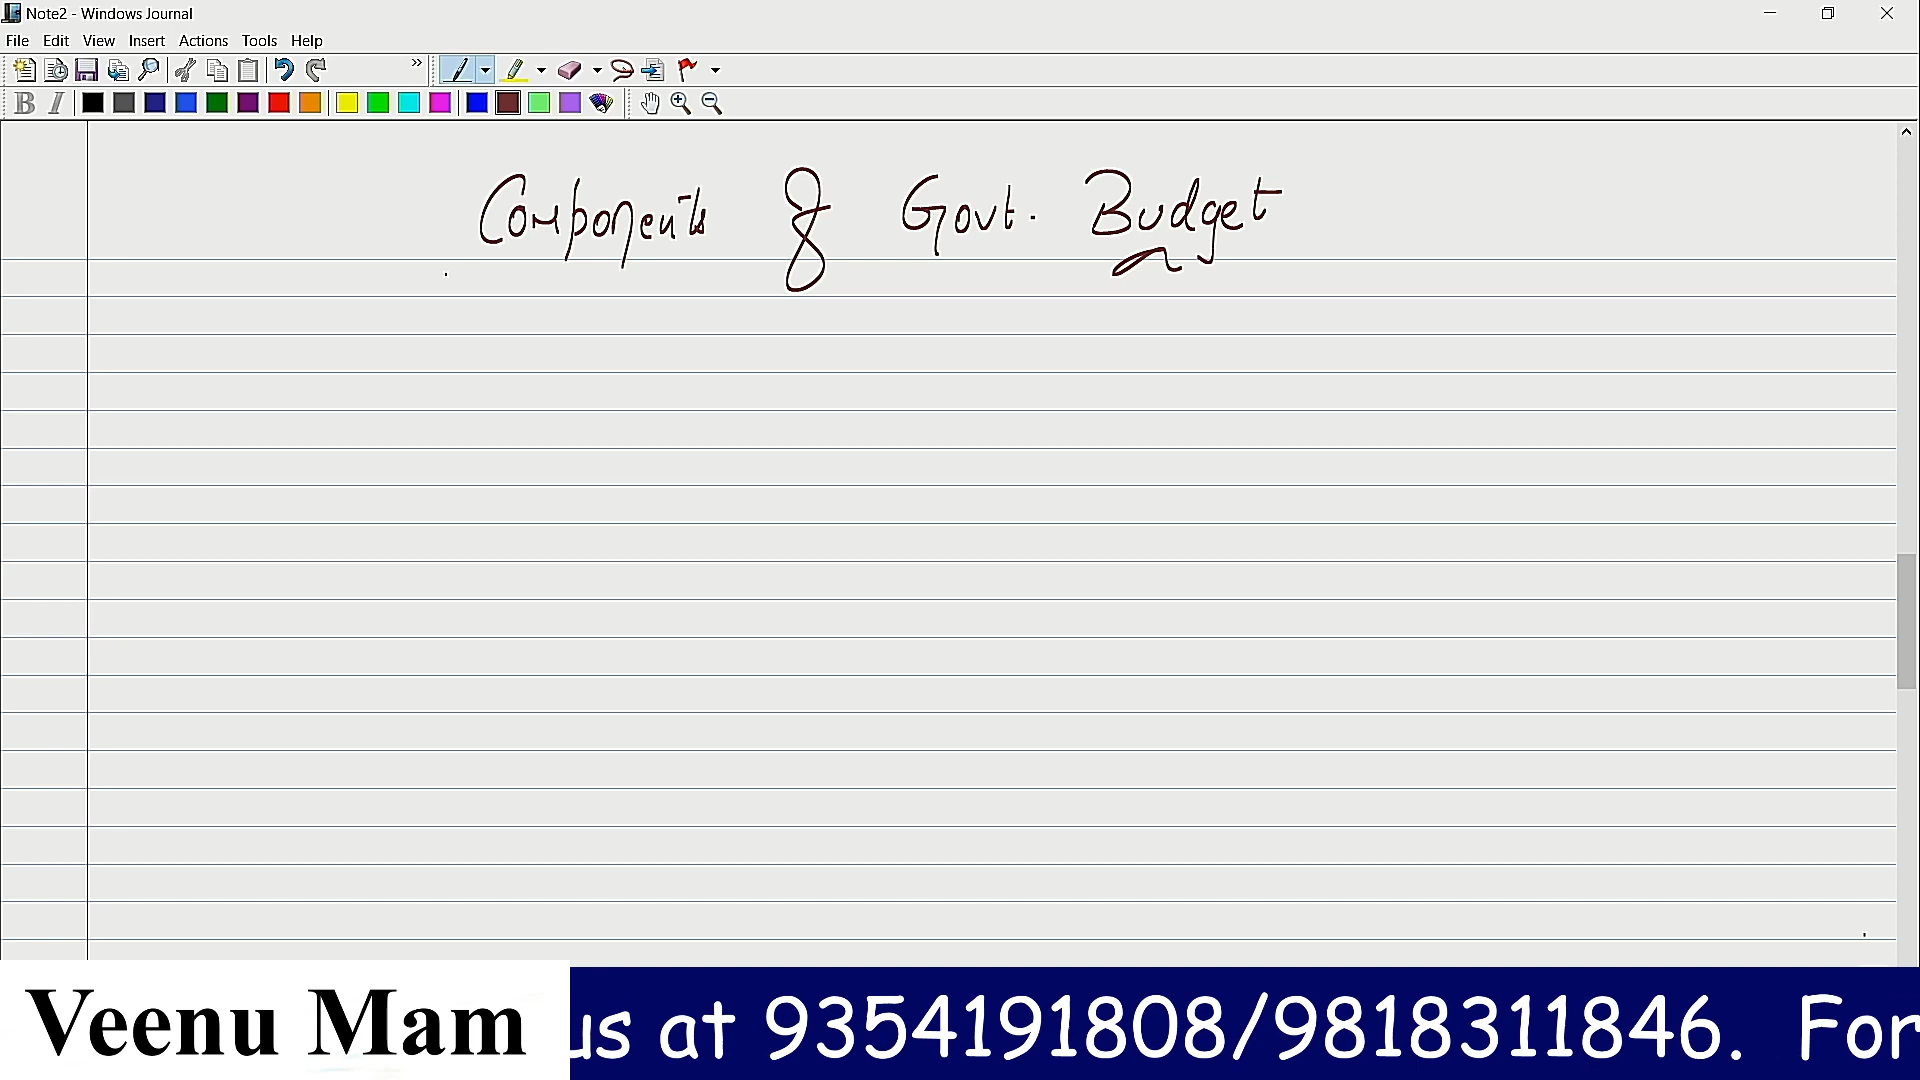 Note2 - Windows Journal
File Edit View Insert Actions Tools Help
B I
Components of Govt. Budget
Veenu Mam
us at 9354191808/9818311846. For